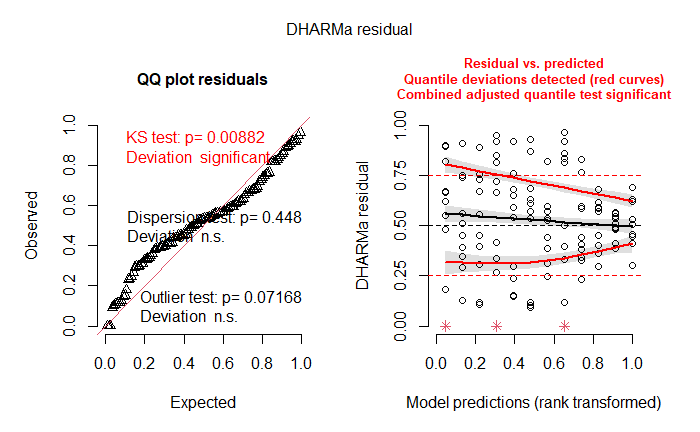 DHARMa residual
QQ plot residuals
KS test: p= 0.00882
Deviation significant
Dispersion test: p= 0.448
Deviation n.s.
Outlier test: p= 0.07168
Deviation n.s.
Observed
0.0 0.2 0.4 0.6 0.8 1.0
0.0 0.2 0.4 0.6 0.8 1.0
Expected
Residual vs. predicted
Quantile deviations detected (red curves)
Combined adjusted quantile test significant
DHARMa residual
0.00 0.25 0.50 0.75 1.00
0.0 0.2 0.4 0.6 0.8 1.0
Model predictions (rank transformed)